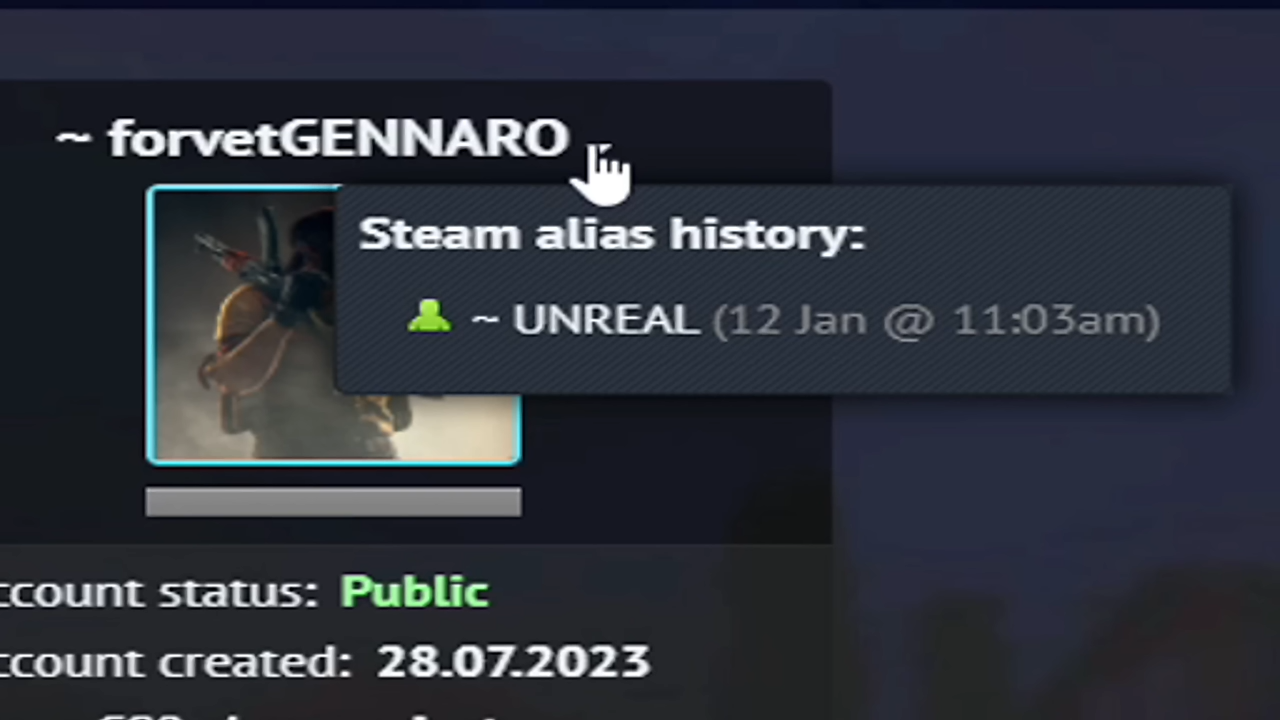 ~ forvetGENNARO
Steam alias history:
~ UNREAL (12 Jan @ 11:03am)
ccount status: Public
ccount created: 28.07.2023